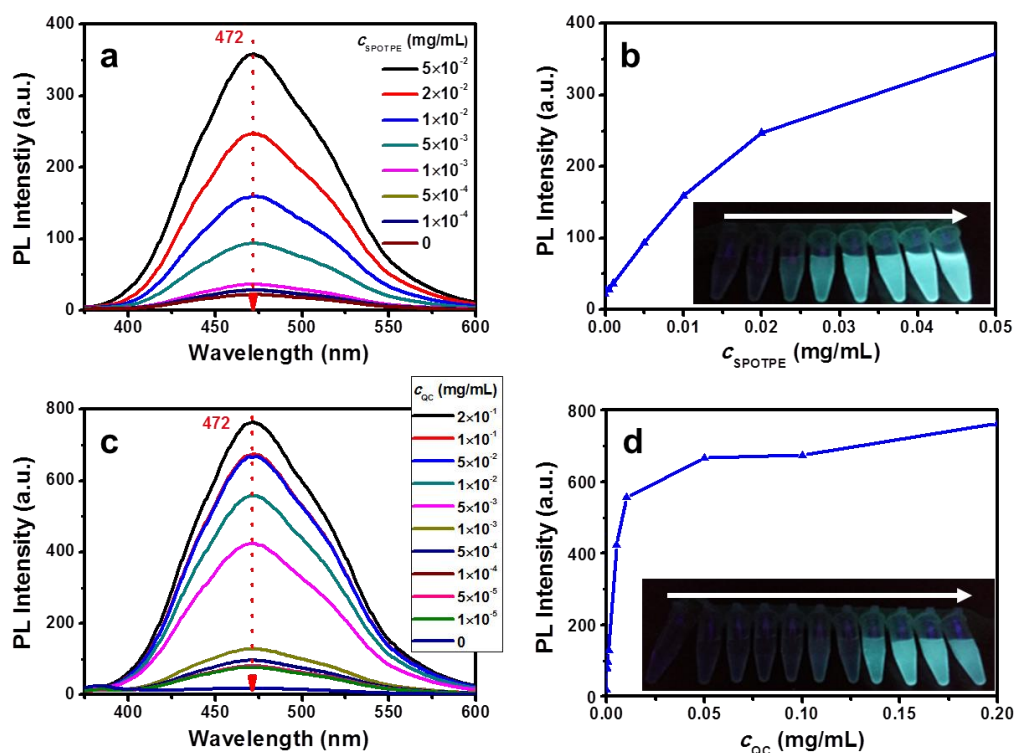 a
472
c_SPOTPE (mg/mL)
5×10⁻²
2×10⁻²
1×10⁻²
5×10⁻³
1×10⁻³
5×10⁻⁴
1×10⁻⁴
0
PL Intenstiy (a.u.)
400
300
200
100
0
400 450 500 550 600
Wavelength (nm)
b
PL Intensity (a.u.)
400
300
200
100
0
0.00 0.01 0.02 0.03 0.04 0.05
c_SPOTPE (mg/mL)
c
472
c_QC (mg/mL)
2×10⁻¹
1×10⁻¹
5×10⁻²
1×10⁻²
5×10⁻³
1×10⁻³
5×10⁻⁴
1×10⁻⁴
5×10⁻⁵
1×10⁻⁵
0
PL Intensity (a.u.)
800
600
400
200
0
400 450 500 550 600
Wavelength (nm)
d
PL Intensity (a.u.)
800
600
400
200
0
0.00 0.05 0.10 0.15 0.20
c_QC (mg/mL)